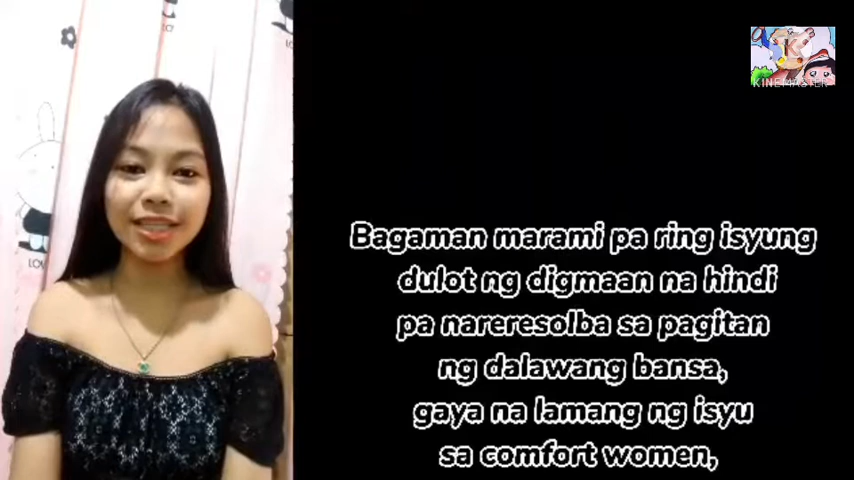 Bagaman marami pa ring isyung
dulot ng digmaan na hindi
pa nareresolba sa pagitan
ng dalawang bansa,
gaya na lamang ng isyu
sa comfort women,
KINEMASTER